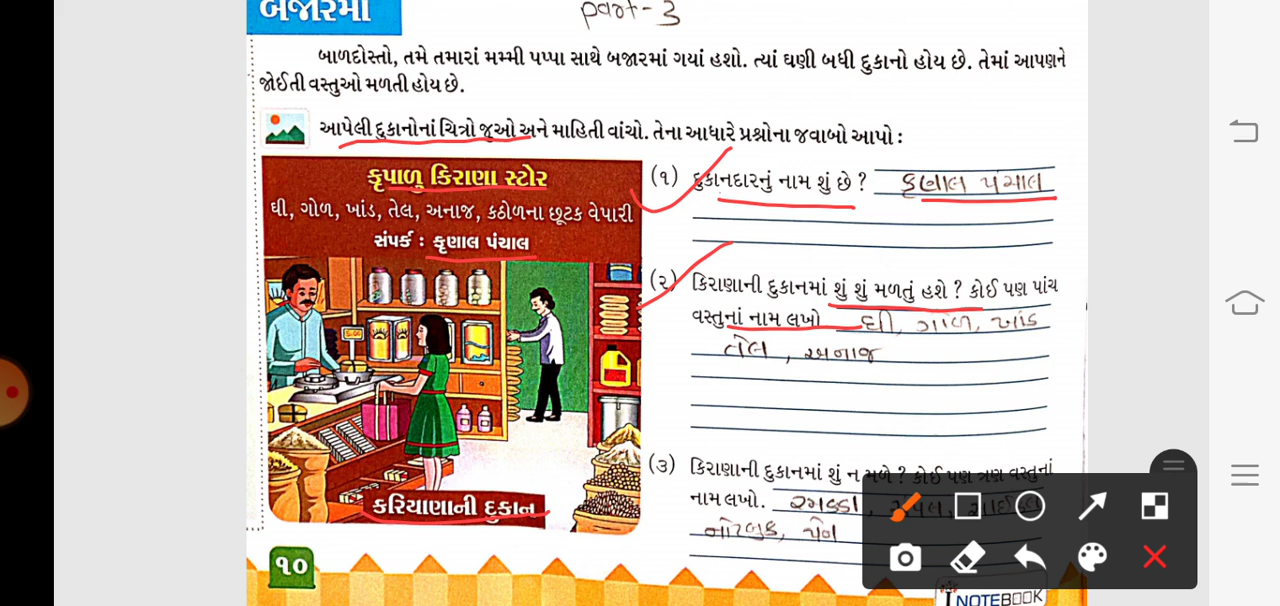 બજારમાં
part-3
બાળદોસ્તો, તમે તમારાં મમ્મી પપ્પા સાથે બજારમાં ગયાં હશો. ત્યાં ઘણી બધી દુકાનો હોય છે. તેમાં આપણને
જોઈતી વસ્તુઓ મળતી હોય છે.
આપેલી દુકાનોનાં ચિત્રો જૂઓ અને માહિતી વાંચો. તેના આધારે પ્રશ્નોના જવાબો આપો :
કૃપાળુ કિરાણા સ્ટોર
ઘી, ગોળ, ખાંડ, તેલ, અનાજ, કઠોળના છૂટક વેપારી
સંપર્ક : કૃણાલ પંચાલ
કરિયાણાની દુકાન
(૧) દુકાનદારનું નામ શું છે ? કૃણાલ પંચાલ
(૨) કિરાણાની દુકાનમાં શું શું મળતું હશે ? કોઈ પણ પાંચ
વસ્તુનાં નામ લખો ઘી, ગોળ, ખાંડ
તેલ, અનાજ
(૩) કિરાણાની દુકાનમાં શું ન મળે ? કોઈ પણ ત્રણ વસ્તુનાં
નામ લખો. રમકડા,
નોટબુક, પેન
૧૦
NOTEBOOK